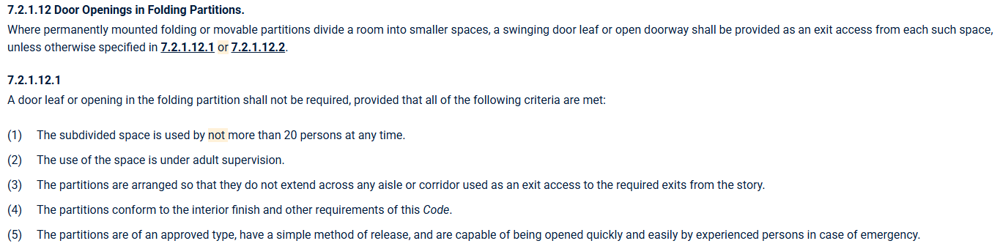 7.2.1.12 Door Openings in Folding Partitions.
Where permanently mounted folding or movable partitions divide a room into smaller spaces, a swinging door leaf or open doorway shall be provided as an exit access from each such space,
unless otherwise specified in 7.2.1.12.1 or 7.2.1.12.2.
7.2.1.12.1
A door leaf or opening in the folding partition shall not be required, provided that all of the following criteria are met:
(1) The subdivided space is used by not more than 20 persons at any time.
(2) The use of the space is under adult supervision.
(3) The partitions are arranged so that they do not extend across any aisle or corridor used as an exit access to the required exits from the story.
(4) The partitions conform to the interior finish and other requirements of this Code.
(5) The partitions are of an approved type, have a simple method of release, and are capable of being opened quickly and easily by experienced persons in case of emergency.